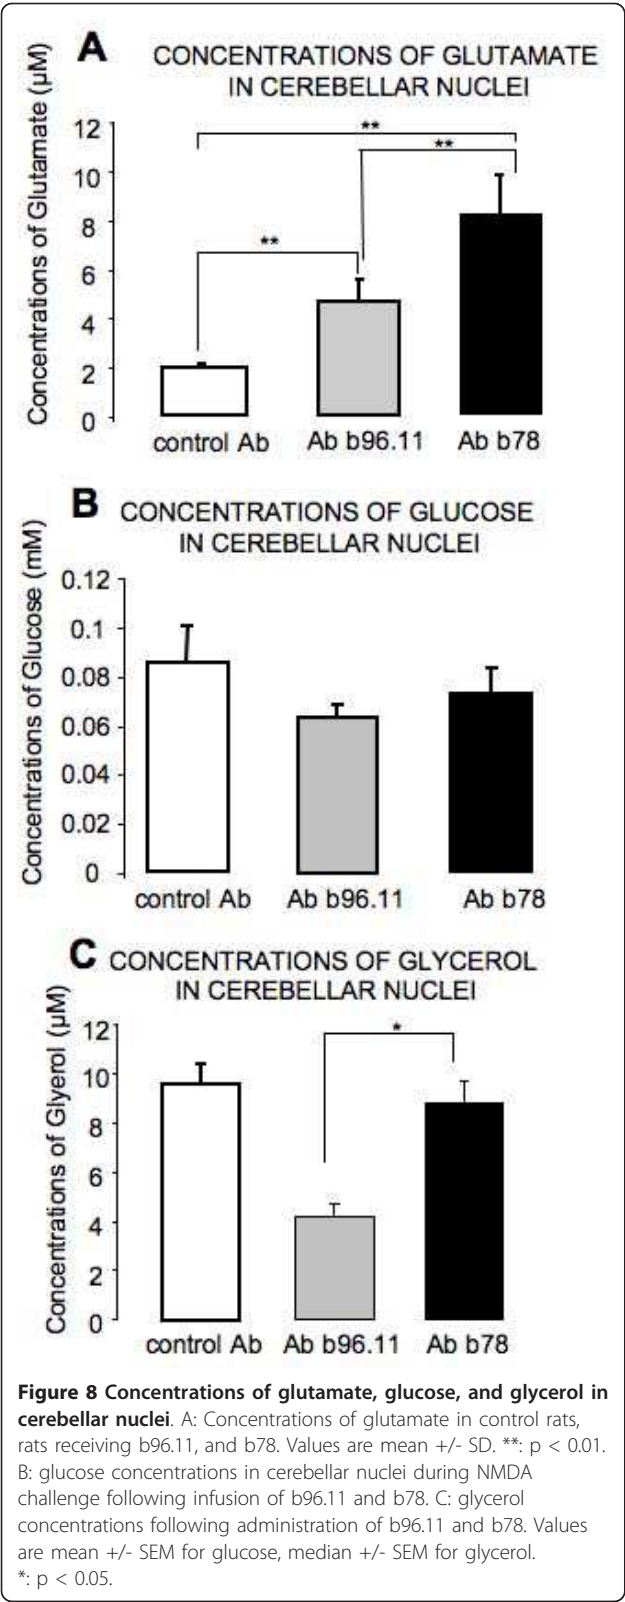 A
CONCENTRATIONS OF GLUTAMATE
IN CEREBELLAR NUCLEI
Concentrations of Glutamate (µM)
12
10
8
6
4
2
0
**
**
**
control Ab
Ab b96.11
Ab b78
B
CONCENTRATIONS OF GLUCOSE
IN CEREBELLAR NUCLEI
Concentrations of Glucose (mM)
0.12
0.1
0.08
0.06
0.04
0.02
0
control Ab
Ab b96.11
Ab b78
C
CONCENTRATIONS OF GLYCEROL
IN CEREBELLAR NUCLEI
Concentrations of Glyerol (µM)
12
10
8
6
4
2
0
*
control Ab
Ab b96.11
Ab b78
Figure 8 Concentrations of glutamate, glucose, and glycerol in
cerebellar nuclei. A: Concentrations of glutamate in control rats,
rats receiving b96.11, and b78. Values are mean +/- SD. **: p < 0.01.
B: glucose concentrations in cerebellar nuclei during NMDA
challenge following infusion of b96.11 and b78. C: glycerol
concentrations following administration of b96.11 and b78. Values
are mean +/- SEM for glucose, median +/- SEM for glycerol.
*: p < 0.05.